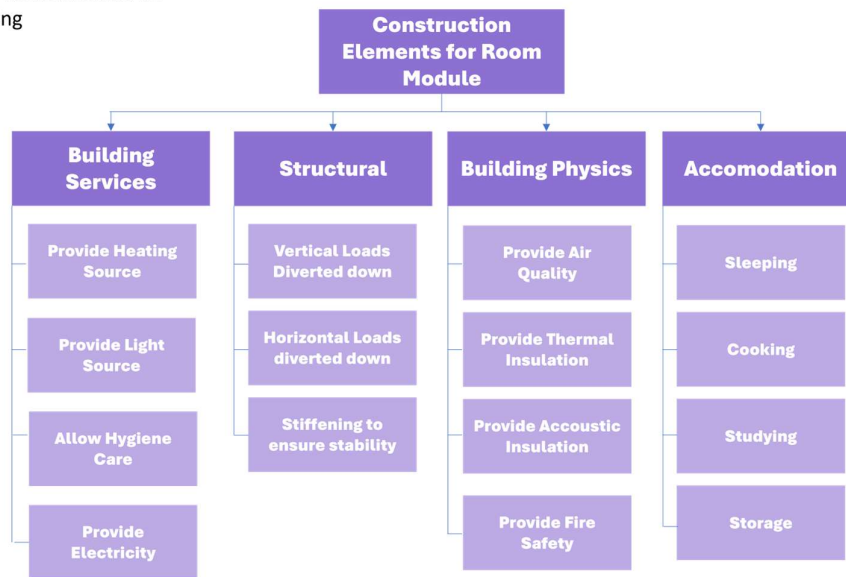 ng
Construction
Elements for Room
Module
Building
Services
Structural
Building Physics
Accomodation
Provide Heating
Source
Provide Light
Source
Allow Hygiene
Care
Provide
Electricity
Vertical Loads
Diverted down
Horizontal Loads
diverted down
Stiffening to
ensure stability
Provide Air
Quality
Provide Thermal
Insulation
Provide Accoustic
Insulation
Provide Fire
Safety
Sleeping
Cooking
Studying
Storage